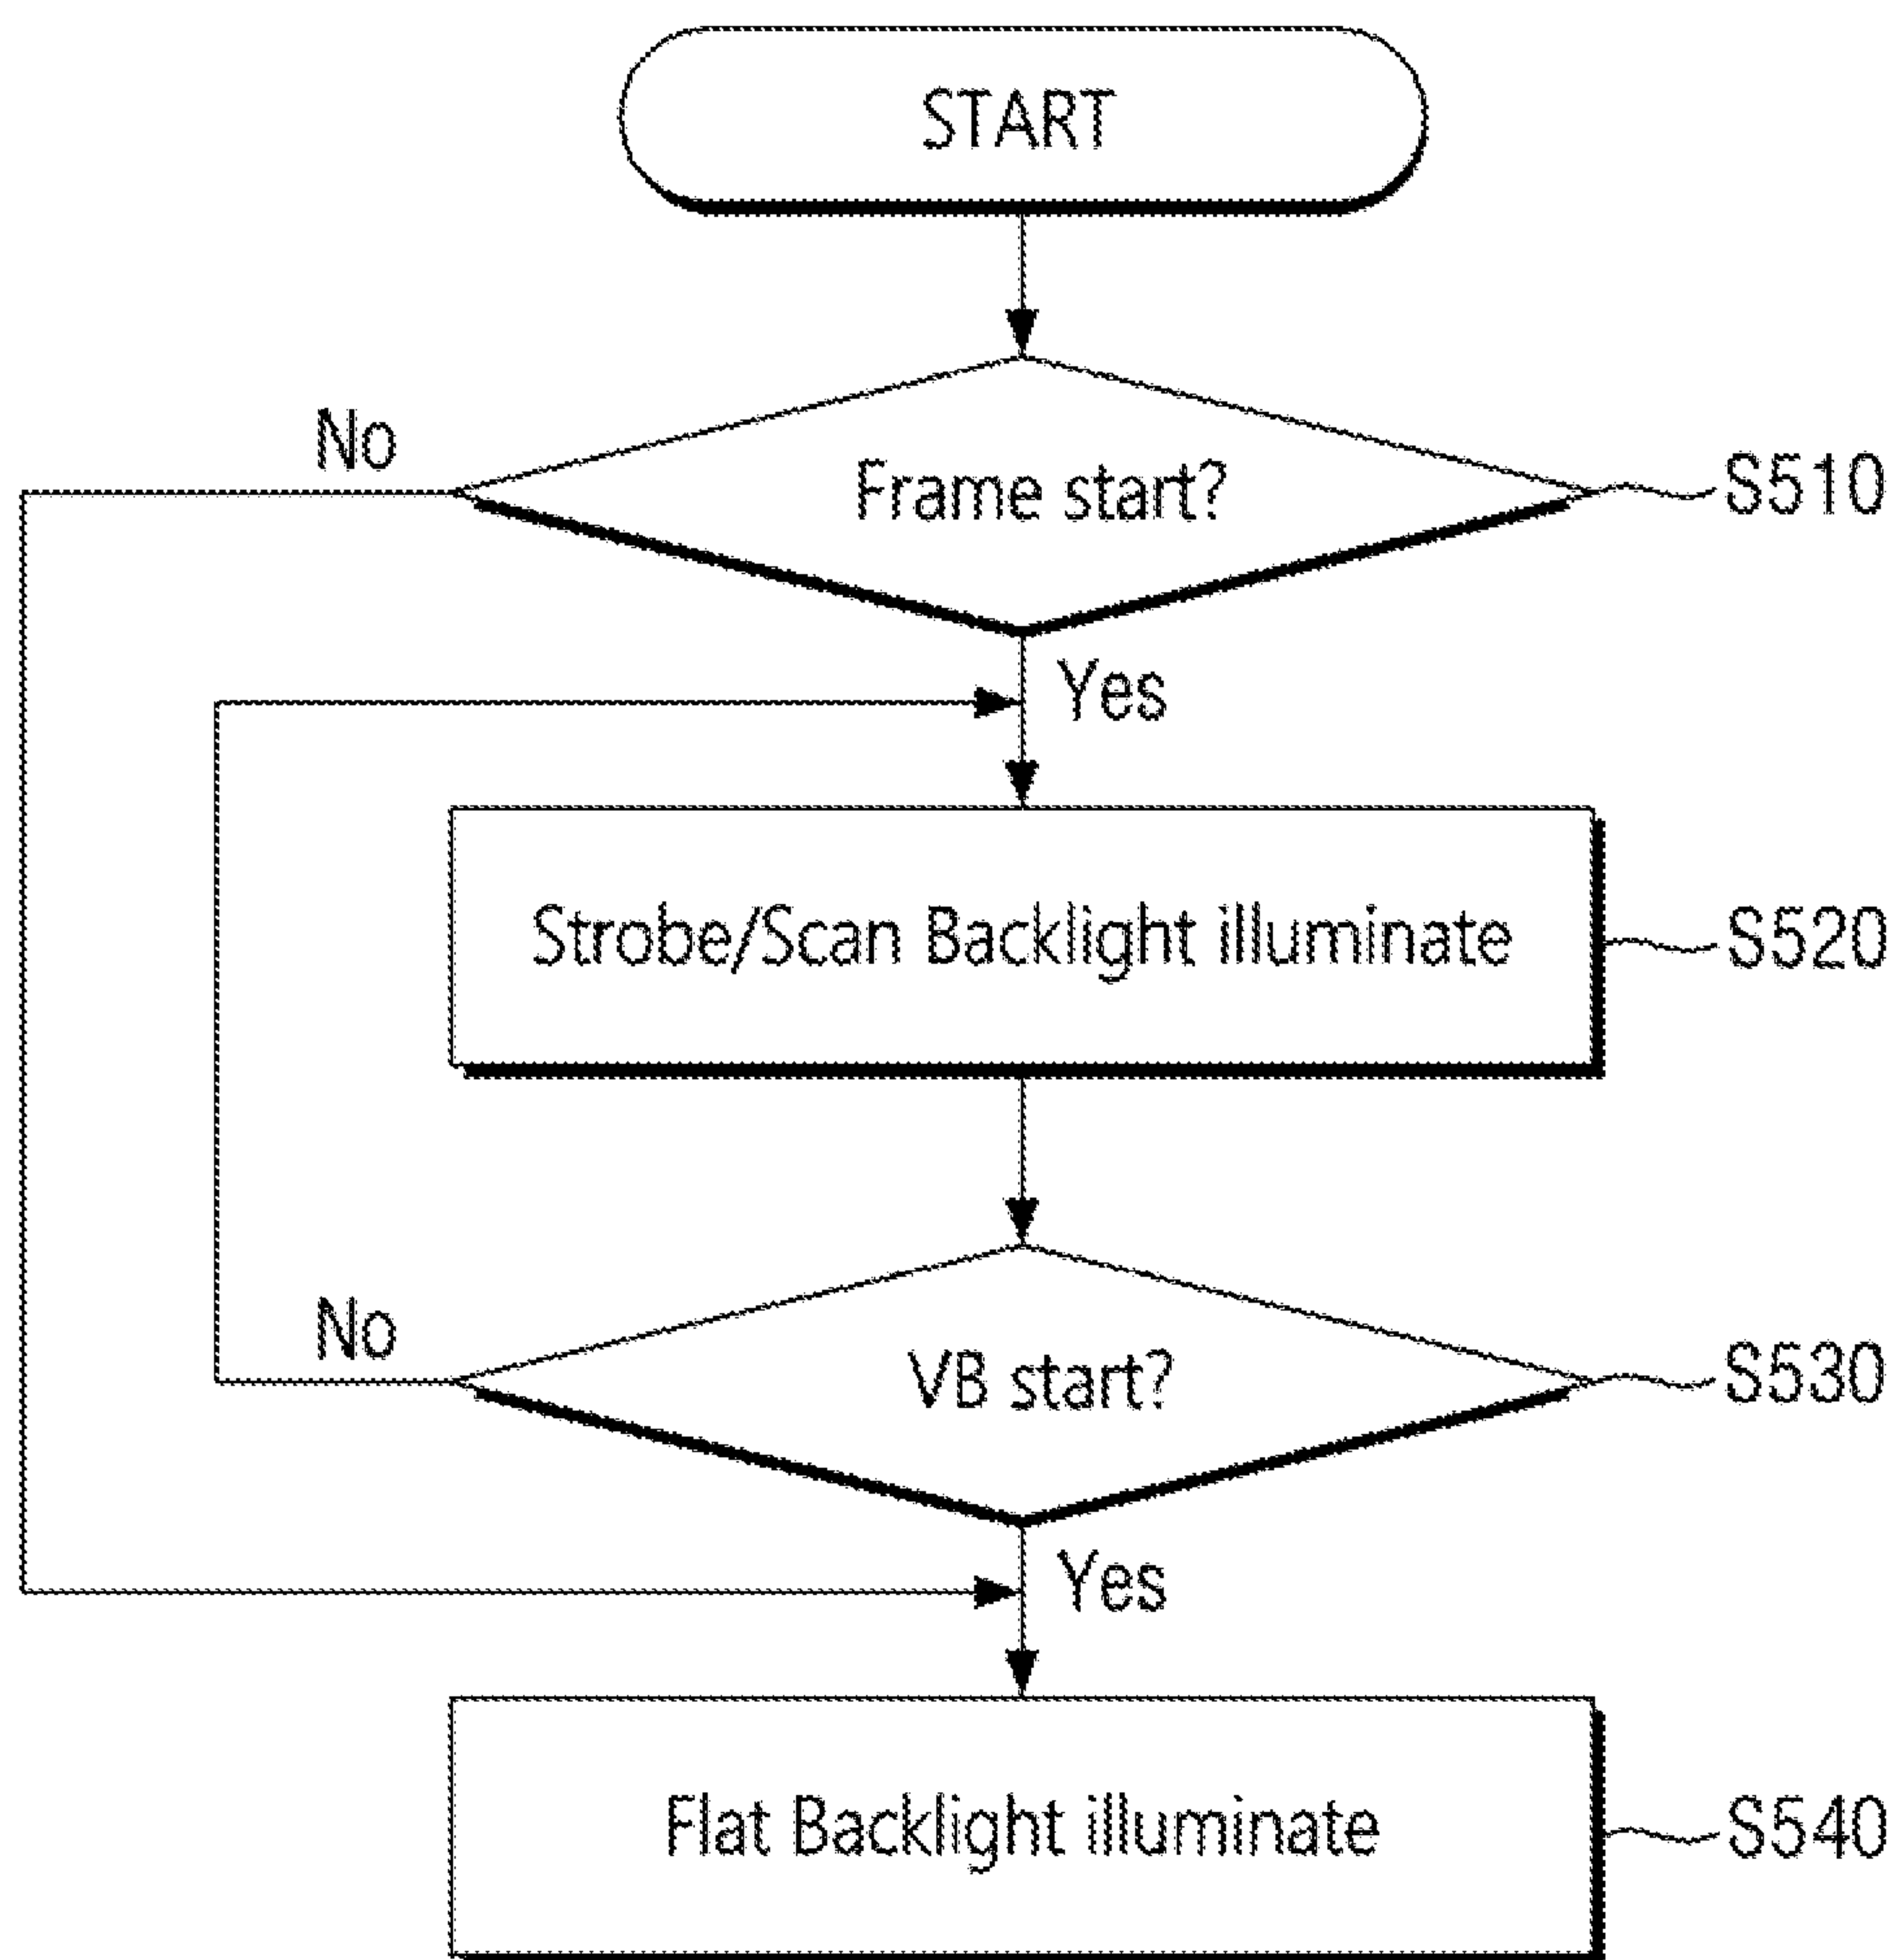 START
No
Frame start?
S510
Yes
Strobe/Scan Backlight illuminate
S520
No
VB start?
S530
Yes
Flat Backlight illuminate
S540